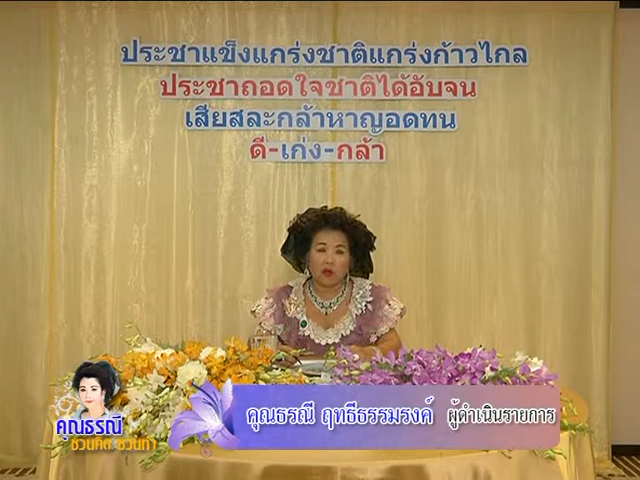 ประชาแข็งแกร่งชาติแกร่งก้าวไกล
ประชาถอดใจชาติได้อับจน
เสียสละกล้าหาญอดทน
ดี-เก่ง-กล้า
คุณธรณี ฤทธีธรรมรงค์ ผู้ดำเนินรายการ
คุณธรณี
ชวนคิด ชวนทำ